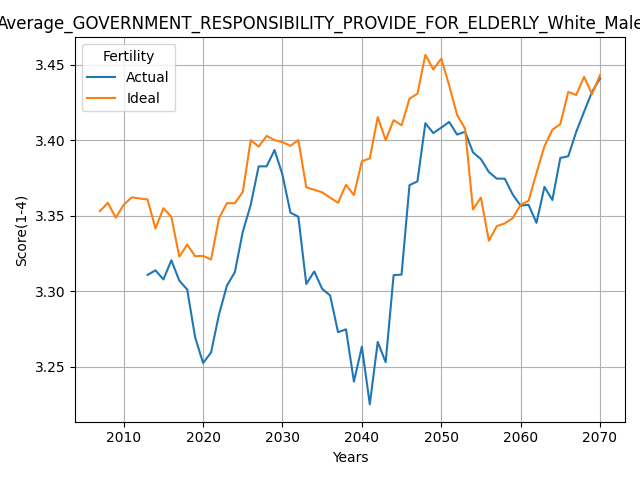 Average_GOVERNMENT_RESPONSIBILITY_PROVIDE_FOR_ELDERLY_White_Male
Fertility
Actual
Ideal
3.45
3.40
3.35
3.30
3.25
Score(1-4)
2010 2020 2030 2040 2050 2060 2070
Years